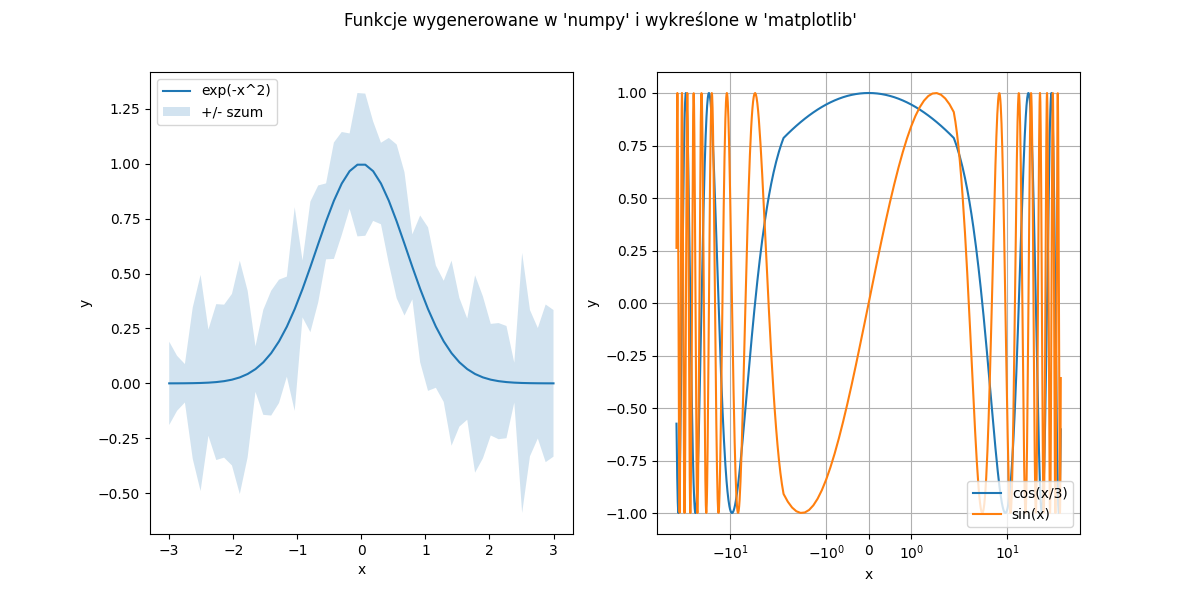 Funkcje wygenerowane w 'numpy' i wykreślone w 'matplotlib'
exp(-x^2)
+/- szum
1.25
1.00
0.75
0.50
0.25
0.00
−0.25
−0.50
y
−3 −2 −1 0 1 2 3
x
1.00
0.75
0.50
0.25
0.00
−0.25
−0.50
−0.75
−1.00
y
cos(x/3)
sin(x)
−10¹ −10⁰ 0 10⁰ 10¹
x